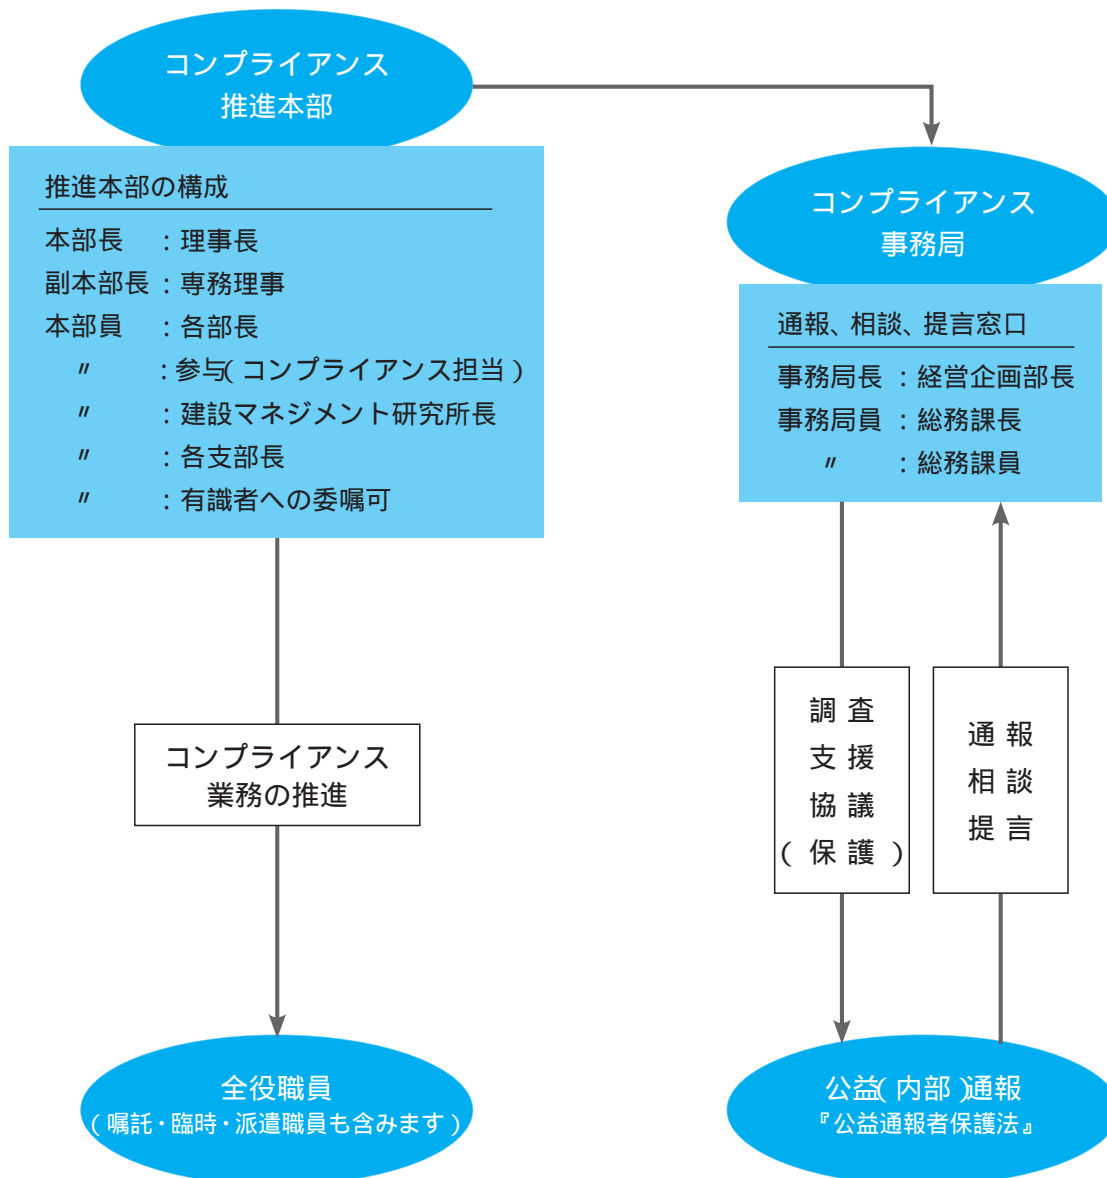 コンプライアンス
推進本部
推進本部の構成
本部長　：理事長
副本部長：専務理事
本部員　：各部長
〃　：参与（コンプライアンス担当）
〃　：建設マネジメント研究所長
〃　：各支部長
〃　：有識者への委嘱可
コンプライアンス
事務局
通報、相談、提言窓口
事務局長：経営企画部長
事務局員：総務課長
〃　：総務課員
コンプライアンス
業務の推進
調査
支援
協議
（保護）
通報
相談
提言
全役職員
（嘱託・臨時・派遣職員も含みます）
公益（内部）通報
『公益通報者保護法』